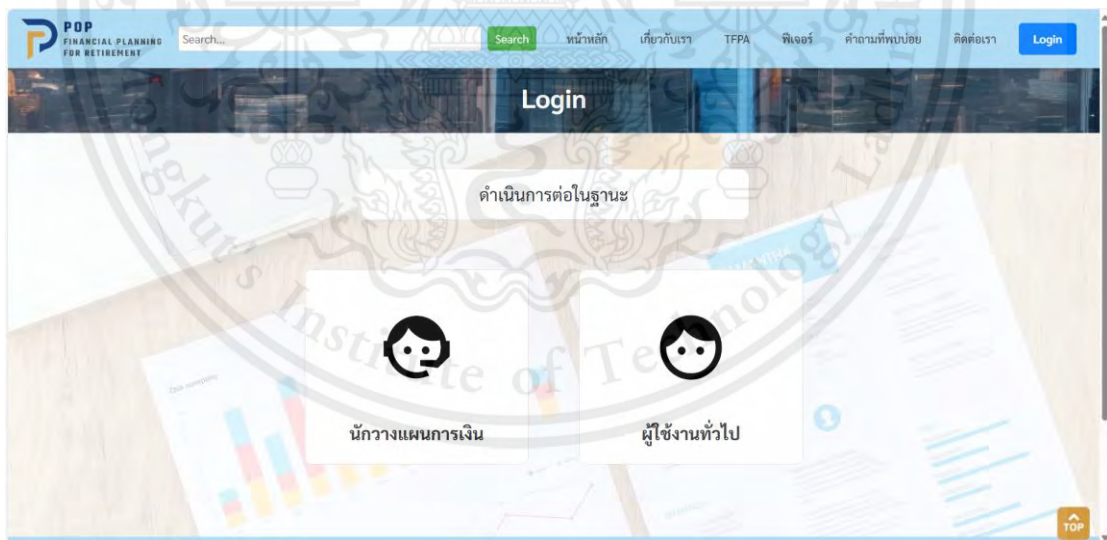 POP
FINANCIAL PLANNING
FOR RETIREMENT
Search...
Search
หน้าหลัก
เกี่ยวกับเรา
TFPA
ฟีเจอร์
คำถามที่พบบ่อย
ติดต่อเรา
Login
Login
ดำเนินการต่อในฐานะ
นักวางแผนการเงิน
ผู้ใช้งานทั่วไป
TOP